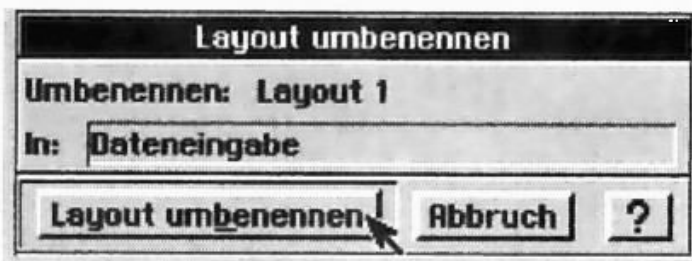 Layout umbenennen
Umbenennen: Layout 1
In: Dateneingabe
Layout umbenennen Abbruch ?